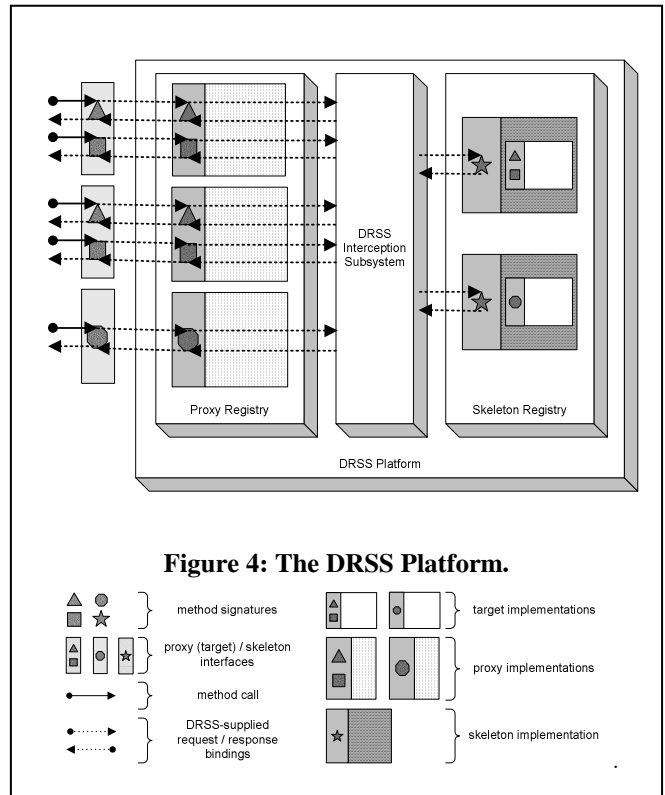 DRSS
Interception
Subsystem
Proxy Registry
Skeleton Registry
DRSS Platform
Figure 4: The DRSS Platform.
method signatures
proxy (target) / skeleton
interfaces
method call
DRSS-supplied
request / response
bindings
target implementations
proxy implementations
skeleton implementation
.